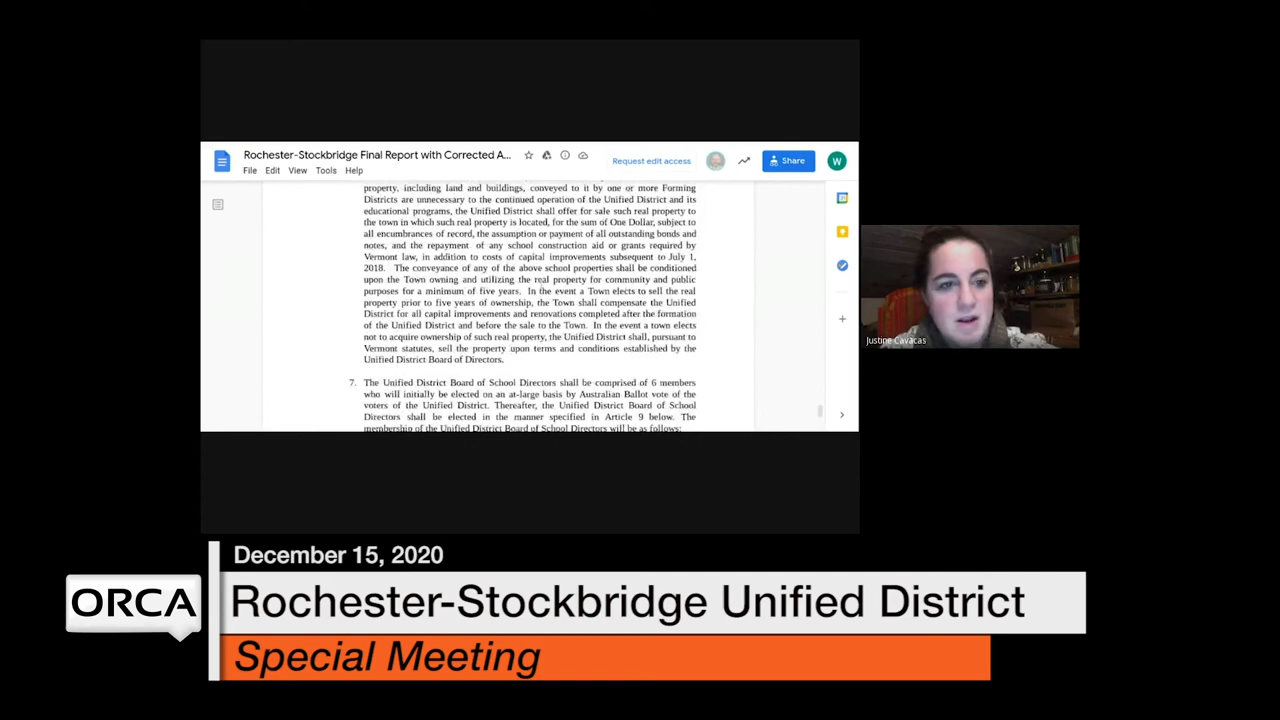 Rochester-Stockbridge Final Report with Corrected A...
Request edit access
Share
W
File Edit View Tools Help
property, including land and buildings, conveyed to it by one or more Forming
Districts are unnecessary to the continued operation of the Unified District and its
educational programs, the Unified District shall offer for sale such real property to
the town in which such real property is located, for the sum of One Dollar, subject to
all encumbrances of record, the assumption or payment of all outstanding bonds and
notes, and the repayment of any school construction aid or grants required by
Vermont law, in addition to costs of capital improvements subsequent to July 1,
2018. The conveyance of any of the above school properties shall be conditioned
upon the Town owning and utilizing the real property for community and public
purposes for a minimum of five years. In the event a Town elects to sell the real
property prior to five years of ownership, the Town shall compensate the Unified
District for all capital improvements and renovations completed after the formation
of the Unified District and before the sale to the Town. In the event a town elects
not to acquire ownership of such real property, the Unified District shall, pursuant to
Vermont statutes, sell the property upon terms and conditions established by the
Unified District Board of Directors.
7. The Unified District Board of School Directors shall be comprised of 6 members
who will initially be elected on an at-large basis by Australian Ballot vote of the
voters of the Unified District. Thereafter, the Unified District Board of School
Directors shall be elected in the manner specified in Article 9 below. The
membership of the Unified District Board of School Directors will be as follows:
Justine Cavacas
December 15, 2020
ORCA
Rochester-Stockbridge Unified District
Special Meeting